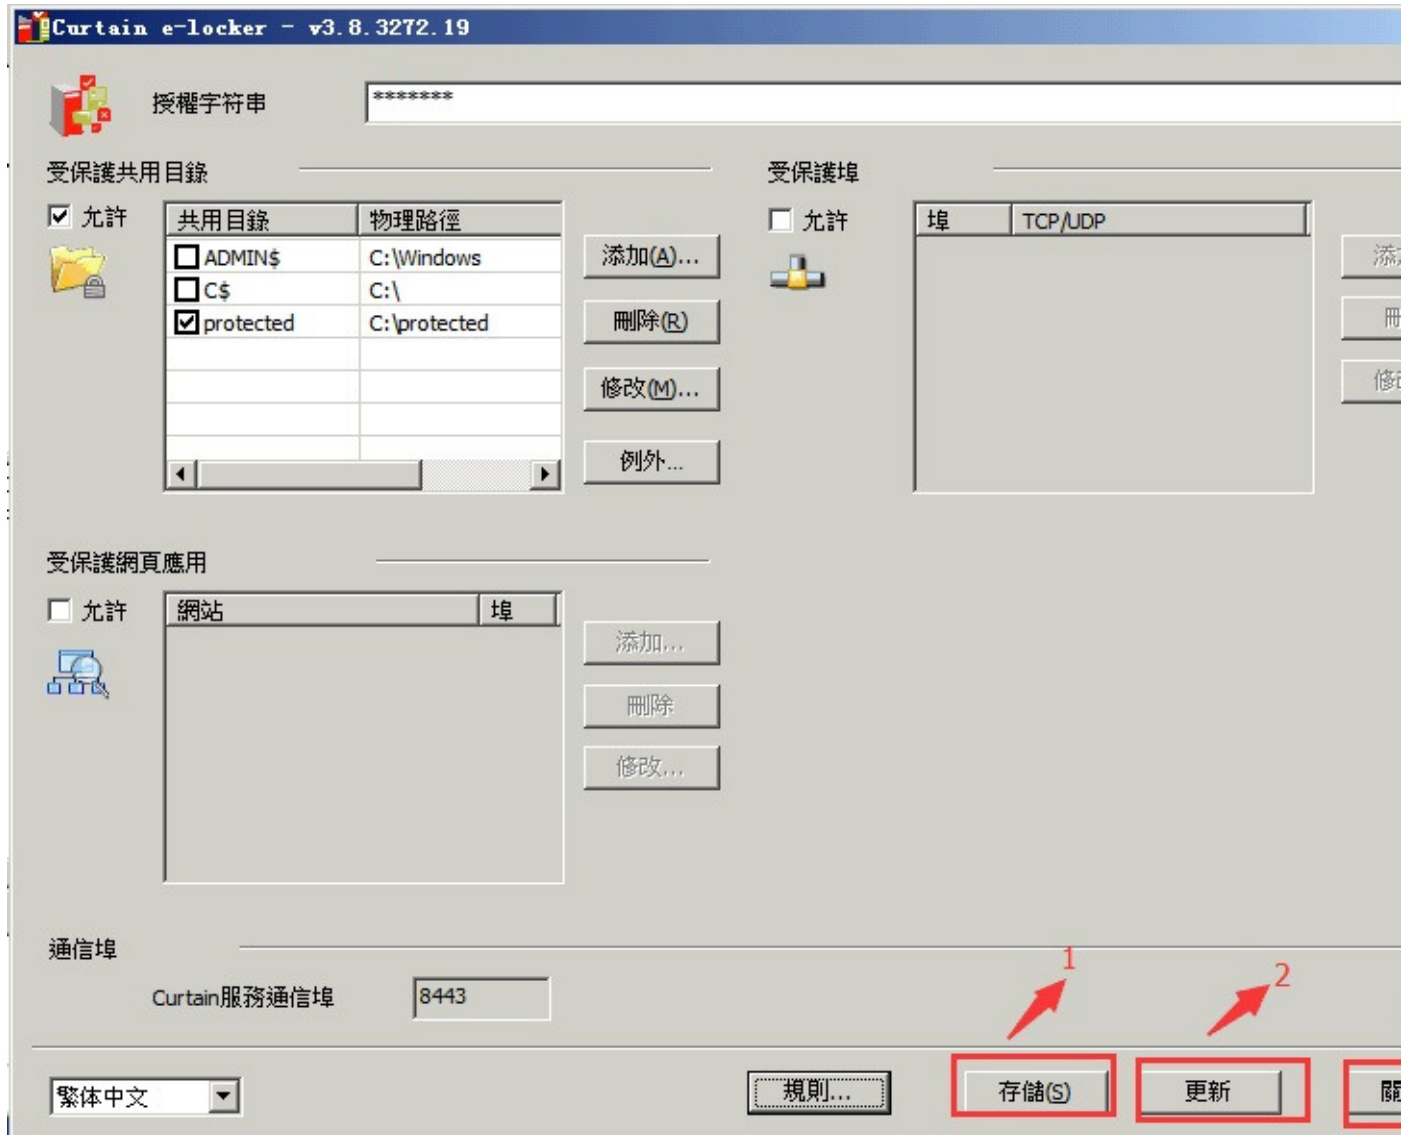 Curtain e-locker - v3.8.3272.19
授權字符串
*******
受保護共用目錄
允許
共用目錄 物理路徑
ADMIN$ C:\Windows
C$ C:\
protected C:\protected
添加(A)...
刪除(R)
修改(M)...
例外...
受保護埠
允許
埠 TCP/UDP
添
刪
修
受保護網頁應用
允許
網站 埠
添加...
刪除
修改...
通信埠
Curtain服務通信埠 8443
1
2
繁体中文
規則...
存儲(S)
更新
關